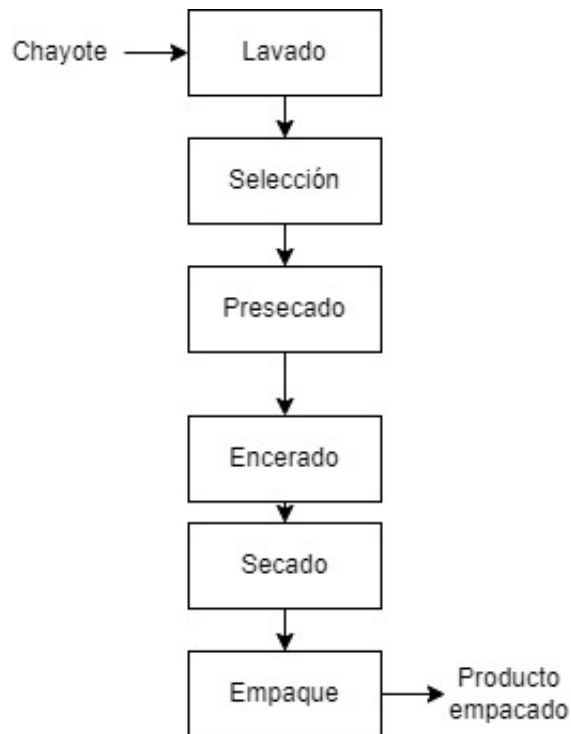 Chayote
Lavado
Selección
Presecado
Encerado
Secado
Empaque
Producto
empacado